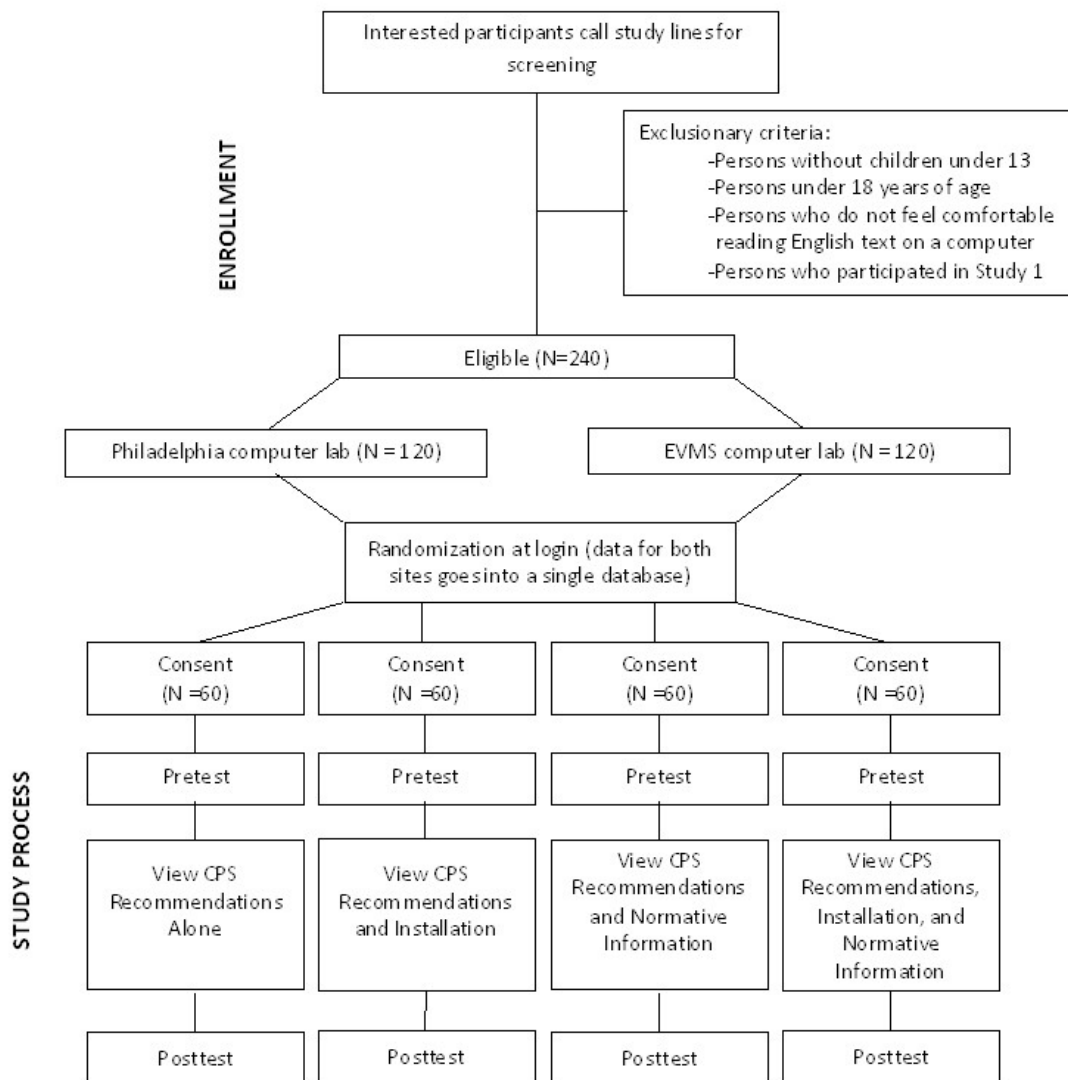 Interested participants call study lines for
screening
ENROLLMENT
Exclusionary criteria:
-Persons without children under 13
-Persons under 18 years of age
-Persons who do not feel comfortable
reading English text on a computer
-Persons who participated in Study 1
Eligible (N=240)
Philadelphia computer lab (N = 120)
EVMS computer lab (N = 120)
Randomization at login (data for both
sites goes into a single database)
STUDY PROCESS
Consent
(N =60)
Consent
(N =60)
Consent
(N =60)
Consent
(N =60)
Pretest
Pretest
Pretest
Pretest
View CPS
Recommendations
Alone
View CPS
Recommendations
and Installation
View CPS
Recommendations
and Normative
Information
View CPS
Recommendations,
Installation, and
Normative
Information
Posttest
Posttest
Posttest
Posttest